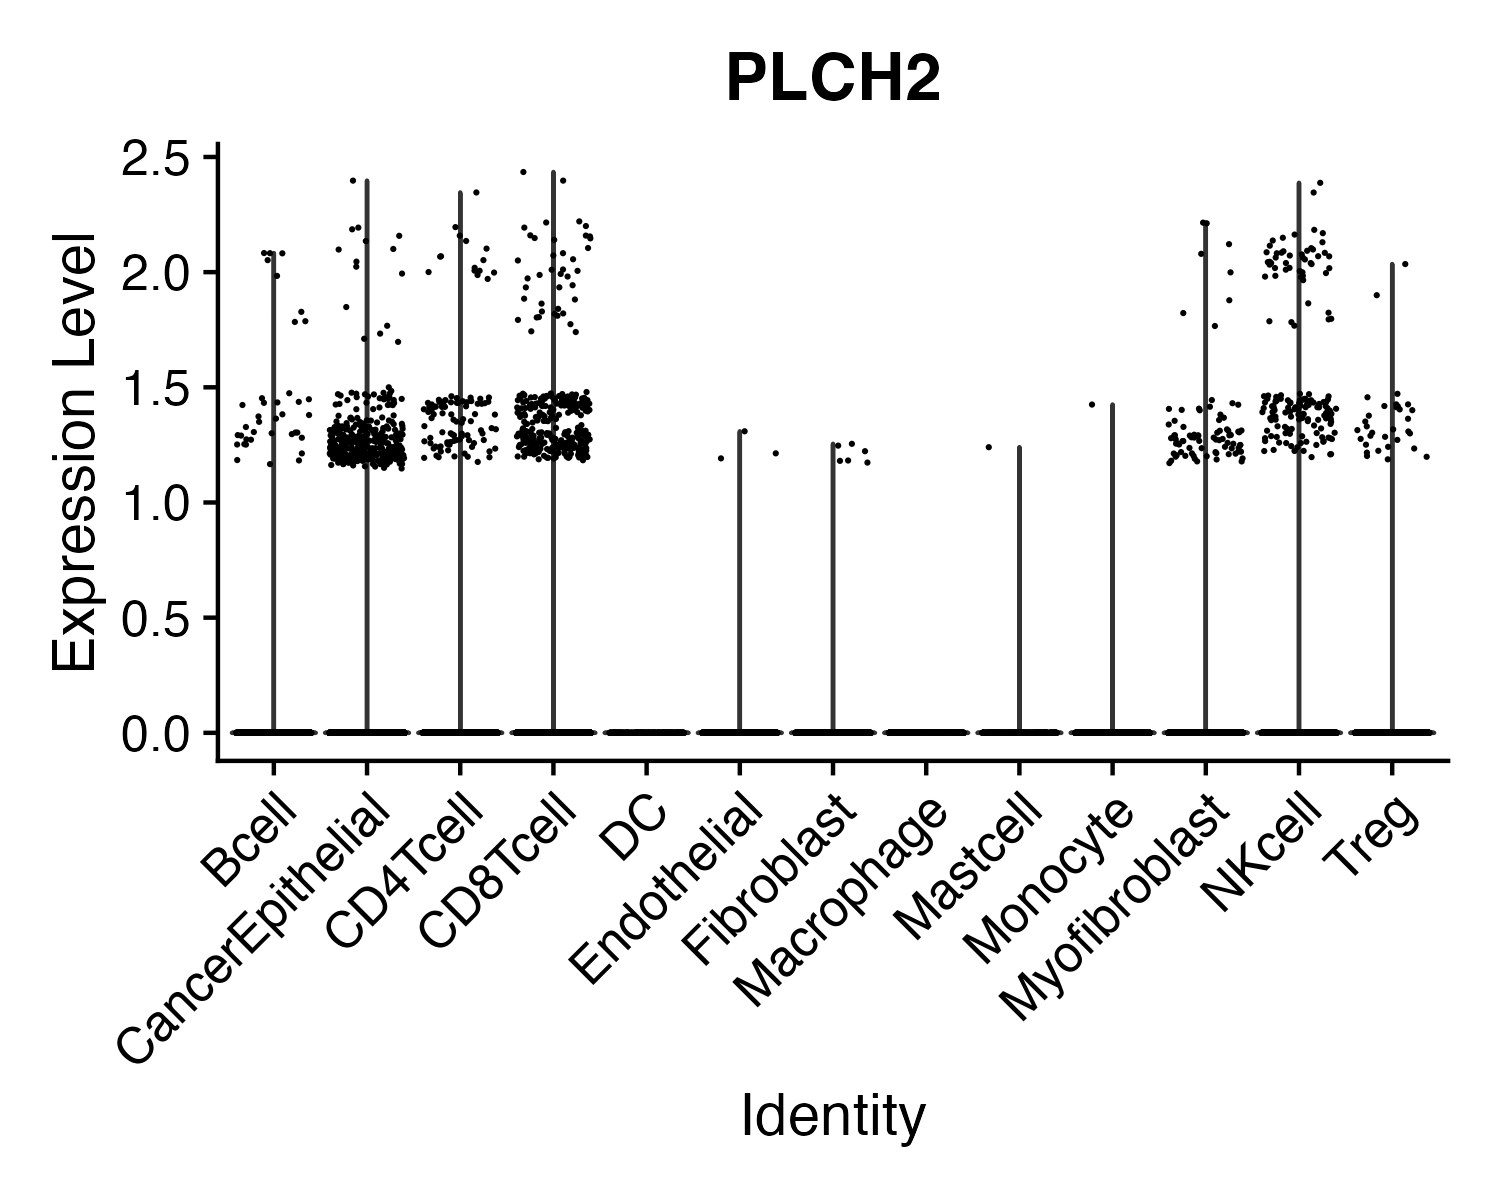 PLCH2
Expression Level
2.5
2.0
1.5
1.0
0.5
0.0
Bcell
CancerEpithelial
CD4Tcell
CD8Tcell
DC
Endothelial
Fibroblast
Macrophage
Mastcell
Monocyte
Myofibroblast
NKcell
Treg
Identity